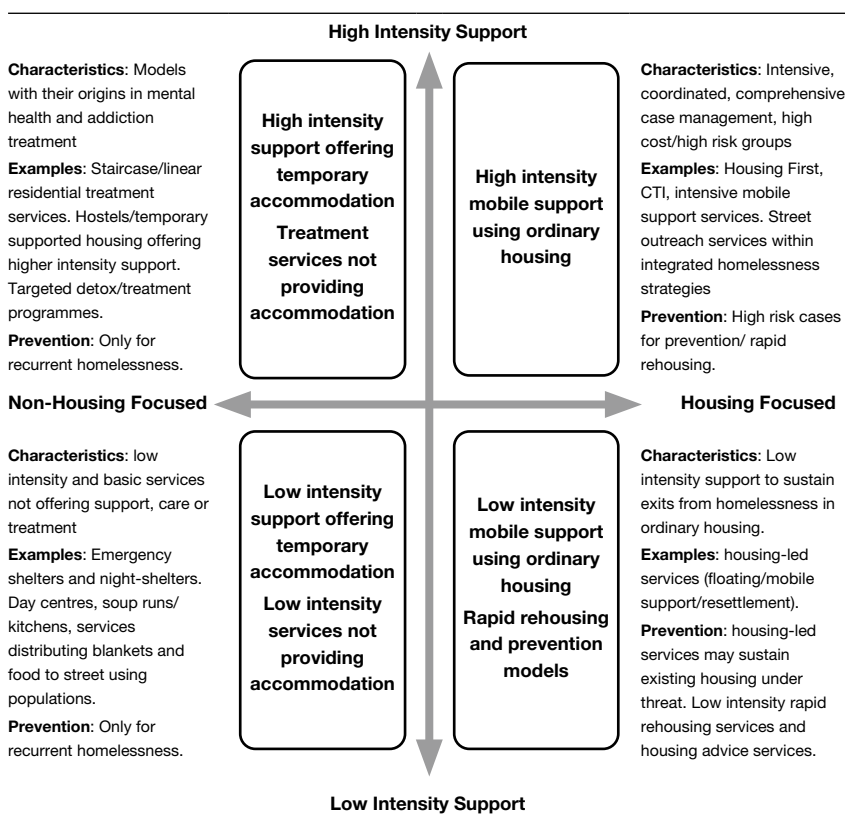 High Intensity Support
Characteristics: Models
with their origins in mental
health and addiction
treatment
Examples: Staircase/linear
residential treatment
services. Hostels/temporary
supported housing offering
higher intensity support.
Targeted detox/treatment
programmes.
Prevention: Only for
recurrent homelessness.
High intensity
support offering
temporary
accommodation
Treatment
services not
providing
accommodation
High intensity
mobile support
using ordinary
housing
Characteristics: Intensive,
coordinated, comprehensive
case management, high
cost/high risk groups
Examples: Housing First,
CTI, intensive mobile
support services. Street
outreach services within
integrated homelessness
strategies
Prevention: High risk cases
for prevention/ rapid
rehousing.
Non-Housing Focused
Housing Focused
Characteristics: low
intensity and basic services
not offering support, care or
treatment
Examples: Emergency
shelters and night-shelters.
Day centres, soup runs/
kitchens, services
distributing blankets and
food to street using
populations.
Prevention: Only for
recurrent homelessness.
Low intensity
support offering
temporary
accommodation
Low intensity
services not
providing
accommodation
Low intensity
mobile support
using ordinary
housing
Rapid rehousing
and prevention
models
Characteristics: Low
intensity support to sustain
exits from homelessness in
ordinary housing.
Examples: housing-led
services (floating/mobile
support/resettlement).
Prevention: housing-led
services may sustain
existing housing under
threat. Low intensity rapid
rehousing services and
housing advice services.
Low Intensity Support